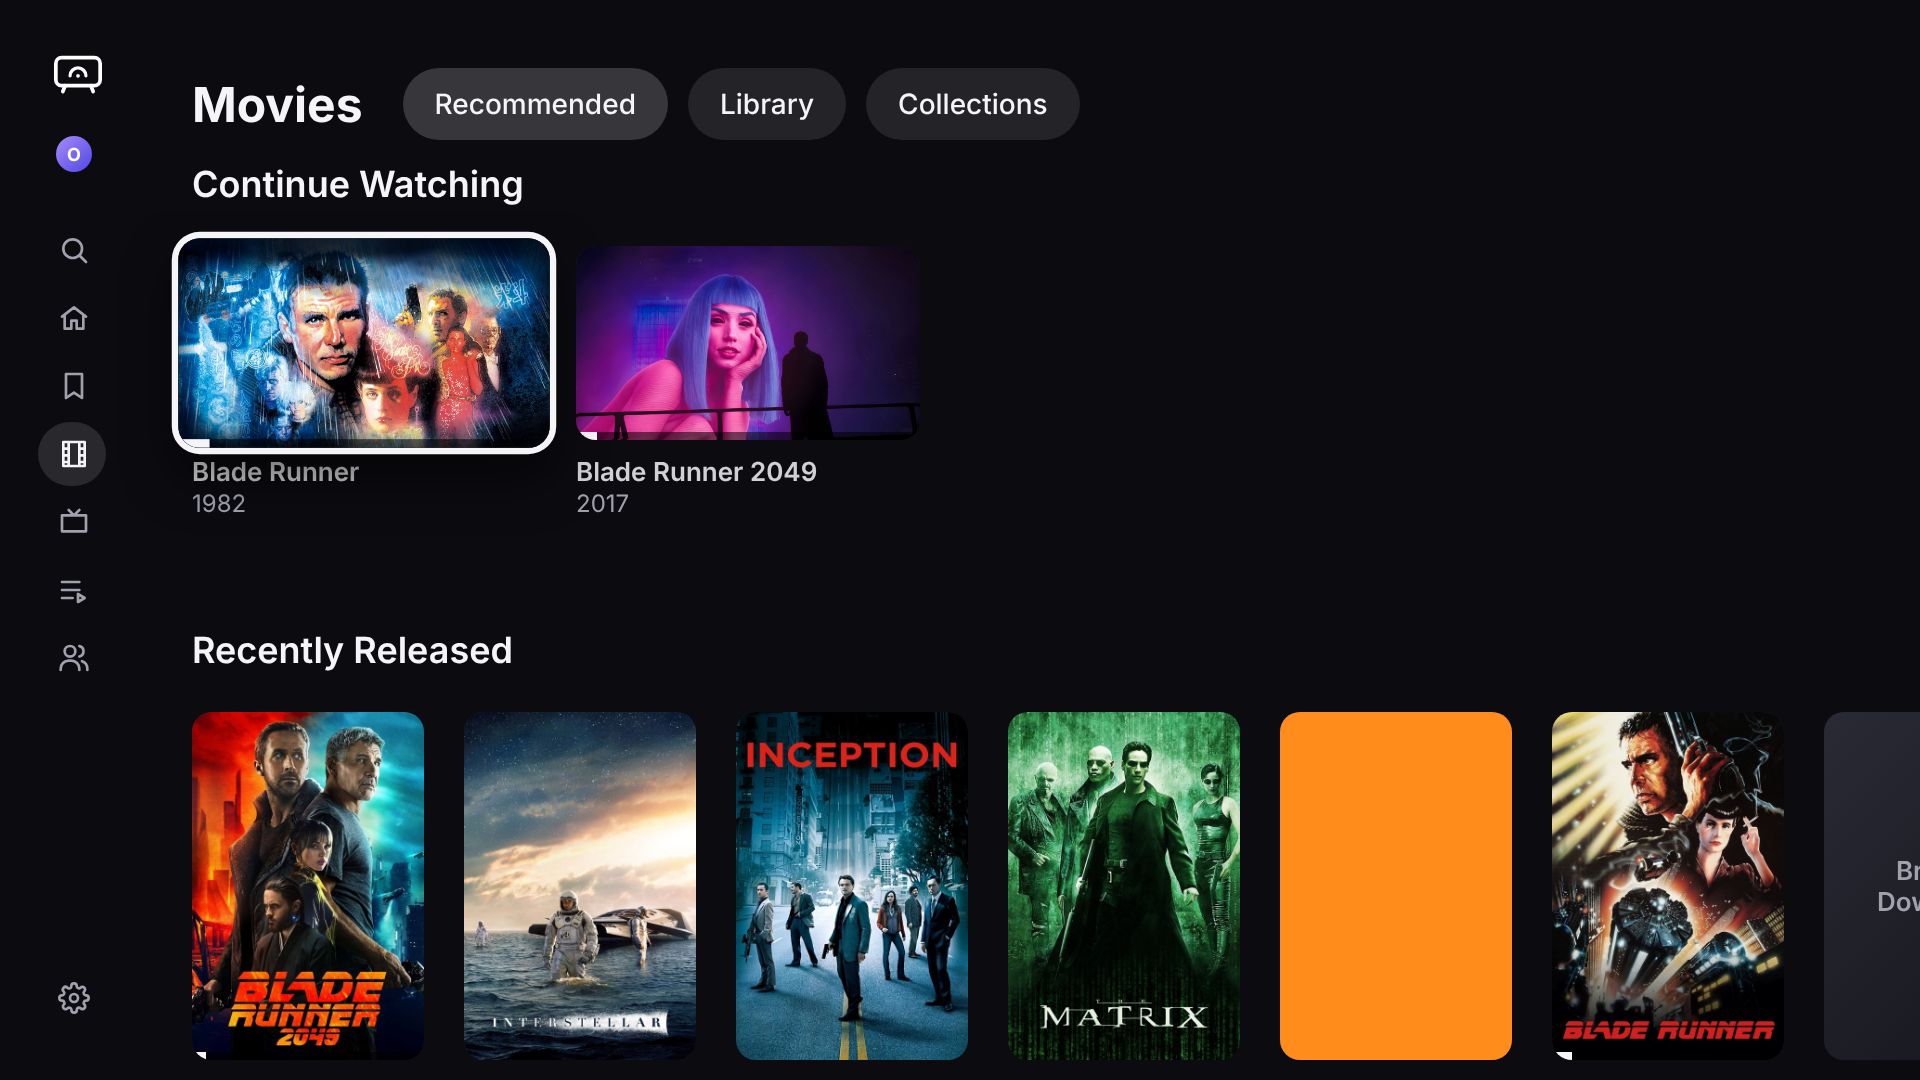 Movies
Recommended
Library
Collections
O
Continue Watching
Blade Runner
1982
Blade Runner 2049
2017
Recently Released
BLADE
RUNNER
2049
INTERSTELLAR
INCEPTION
THE
MATRIX
BLADE RUNNER